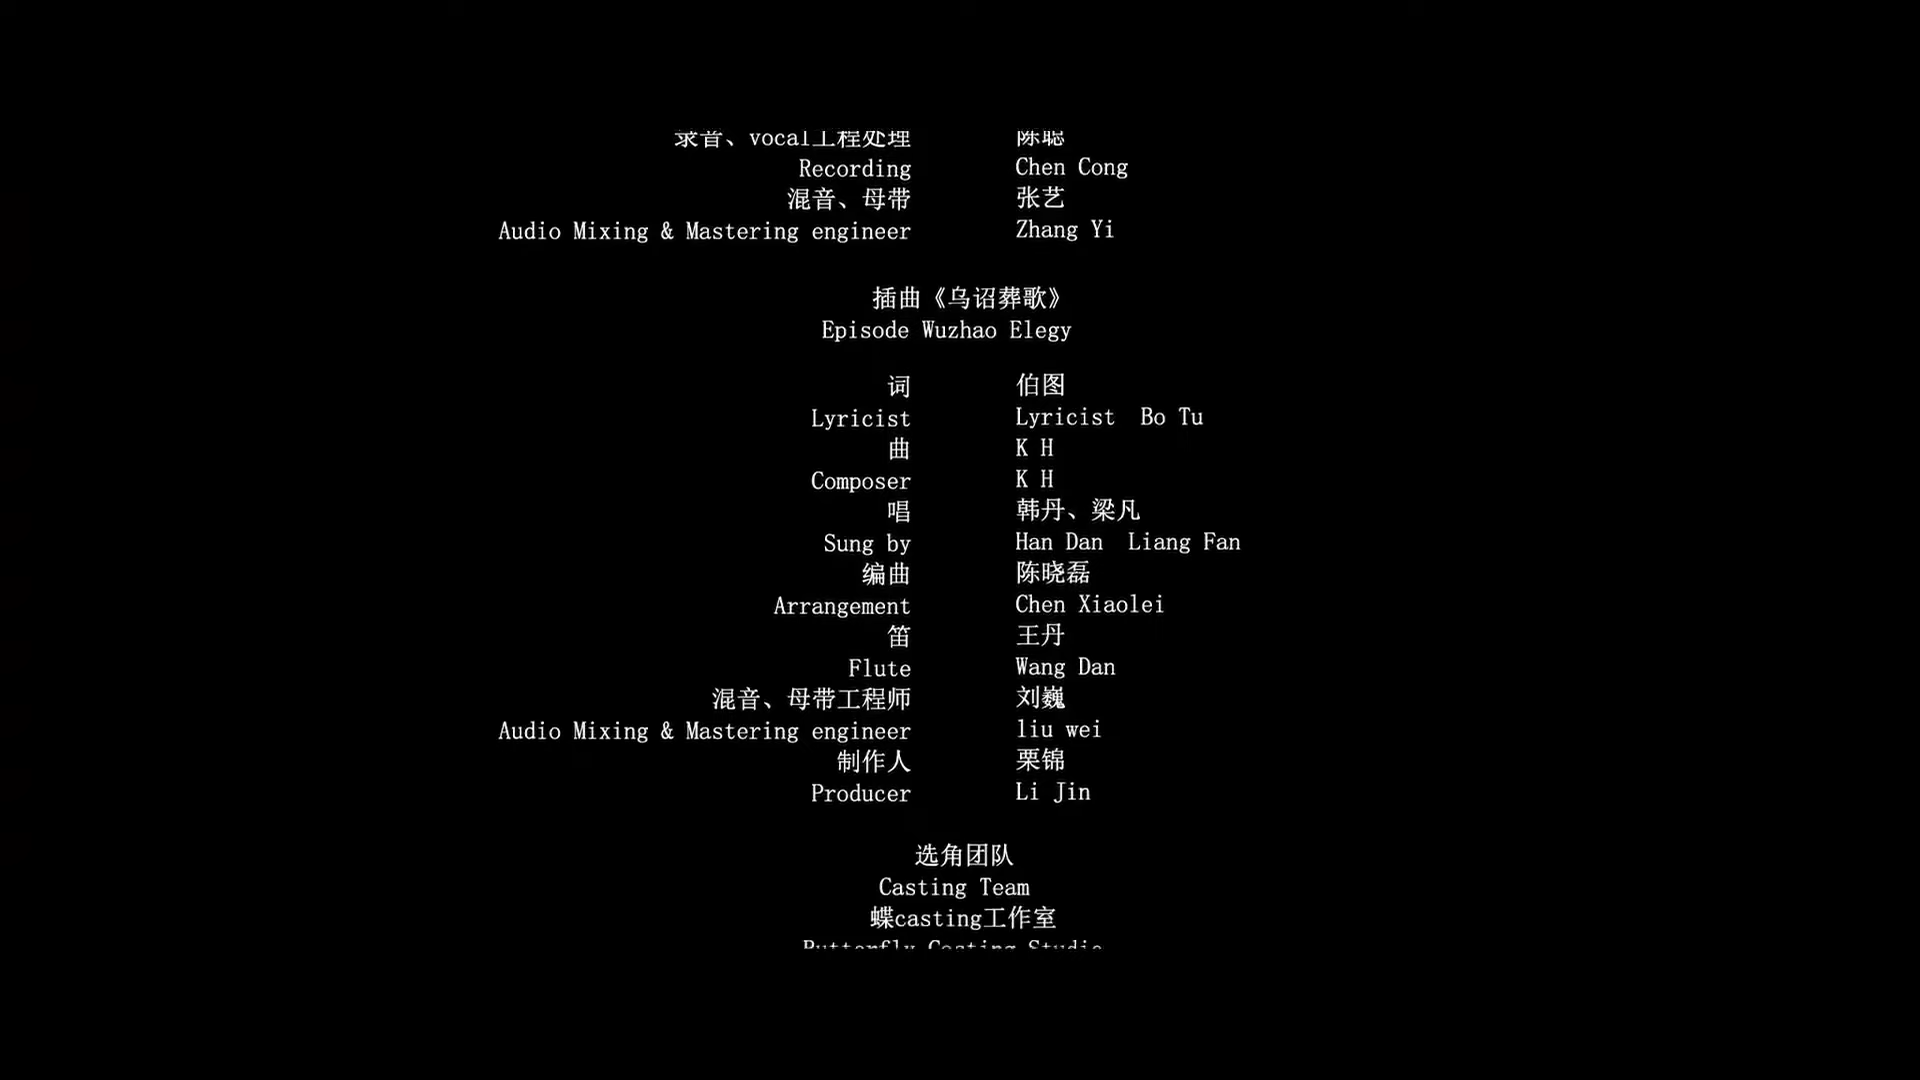 录音、vocal工程处理 陈聪
Recording Chen Cong
混音、母带 张艺
Audio Mixing & Mastering engineer Zhang Yi
插曲《乌诏葬歌》
Episode Wuzhao Elegy
词 伯图
Lyricist Lyricist Bo Tu
曲 K H
Composer K H
唱 韩丹、梁凡
Sung by Han Dan Liang Fan
编曲 陈晓磊
Arrangement Chen Xiaolei
笛 王丹
Flute Wang Dan
混音、母带工程师 刘巍
Audio Mixing & Mastering engineer liu wei
制作人 栗锦
Producer Li Jin
选角团队
Casting Team
蝶casting工作室
Butterfly Casting Studio